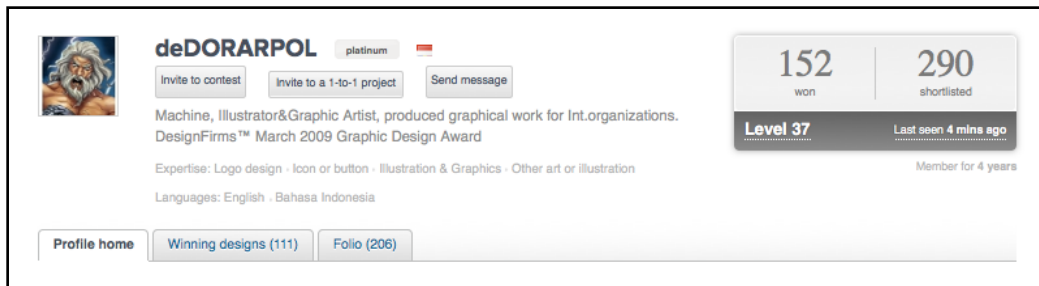 deDORARPOL platinum
Invite to contest Invite to a 1-to-1 project Send message
Machine, Illustrator&Graphic Artist, produced graphical work for Int.organizations.
DesignFirms™ March 2009 Graphic Design Award
Expertise: Logo design · Icon or button · Illustration & Graphics · Other art or illustration
Languages: English · Bahasa Indonesia
152 290
won shortlisted
Level 37 Last seen 4 mins ago
Member for 4 years
Profile home Winning designs (111) Folio (206)